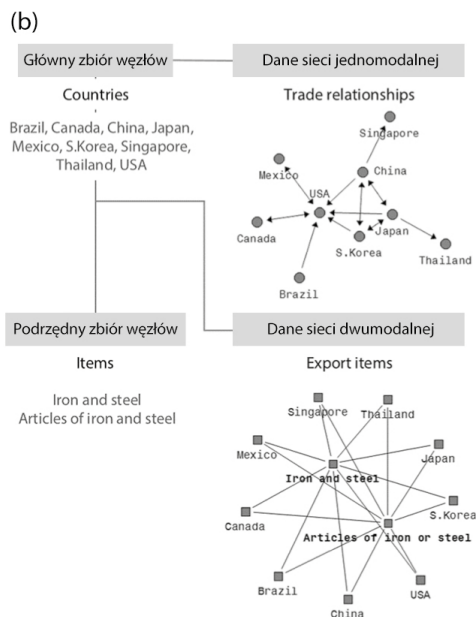 (b)
Główny zbiór węzłów
Dane sieci jednomodalnej
Countries
Trade relationships
Brazil, Canada, China, Japan,
Mexico, S.Korea, Singapore,
Thailand, USA
Singapore
Mexico
China
USA
Canada
Japan
S.Korea
Thailand
Brazil
Podrzędny zbiór węzłów
Dane sieci dwumodalnej
Items
Export items
Iron and steel
Articles of iron and steel
Singapore
Thailand
Mexico
Japan
Iron and steel
S.Korea
Canada
Articles of iron or steel
Brazil
USA
China